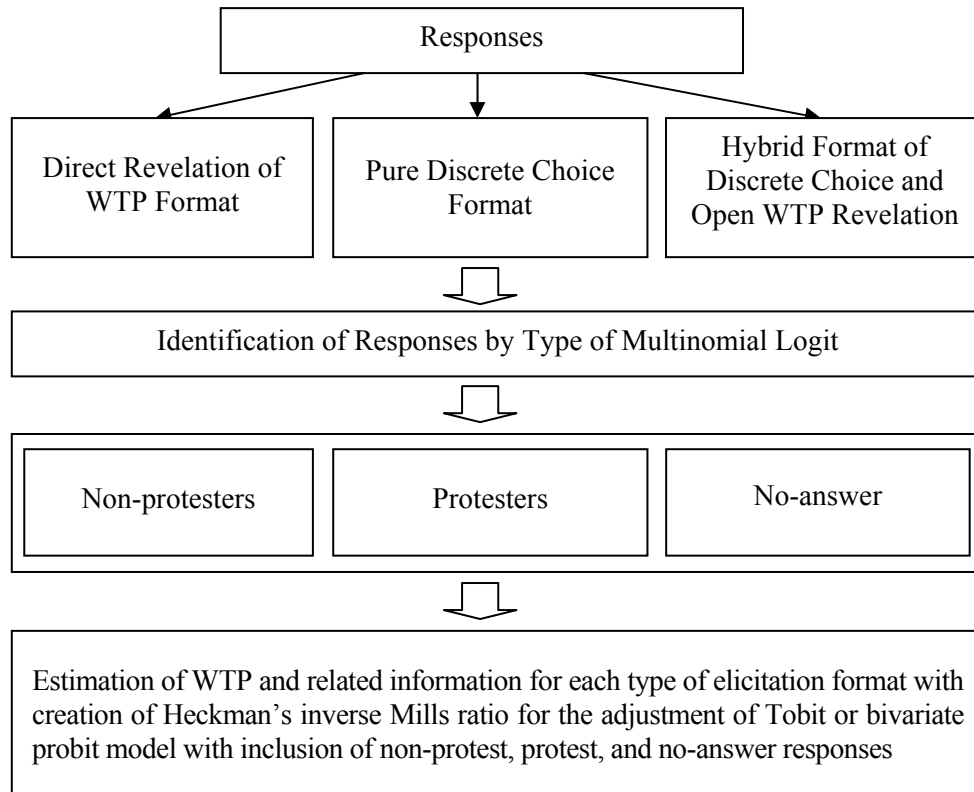 Responses
Direct Revelation of
WTP Format
Pure Discrete Choice
Format
Hybrid Format of
Discrete Choice and
Open WTP Revelation
Identification of Responses by Type of Multinomial Logit
Non-protesters
Protesters
No-answer
Estimation of WTP and related information for each type of elicitation format with
creation of Heckman’s inverse Mills ratio for the adjustment of Tobit or bivariate
probit model with inclusion of non-protest, protest, and no-answer responses